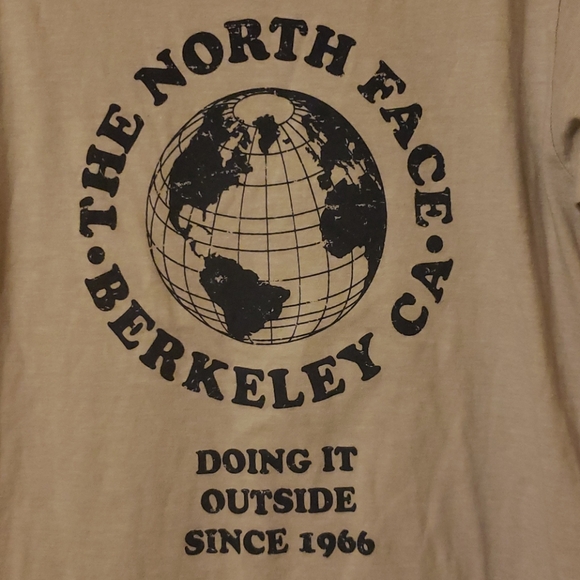 • THE NORTH FACE •
BERKELEY CA
DOING IT
OUTSIDE
SINCE 1966